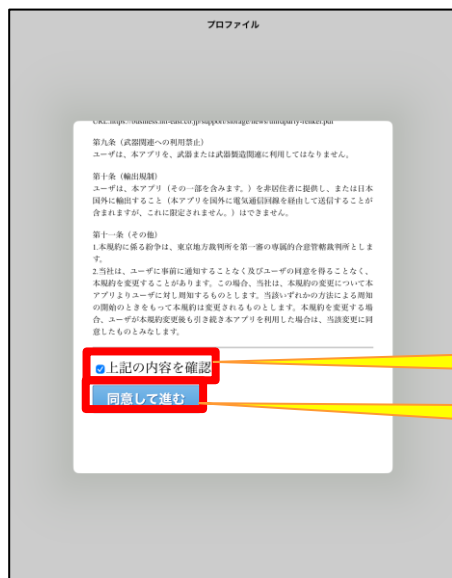 プロファイル
URL:https://business.ntt-east.co.jp/support/storage/news/thirdparty-yenkei.pdf
第九条（武器関連への利用禁止）
ユーザは、本アプリを、武器または武器製造関連に利用してはなりません。
第十条（輸出規制）
ユーザは、本アプリ（その一部を含みます。）を非居住者に提供し、または日本
国外に輸出すること（本アプリを国外に電気通信回線を経由して送信することが
含まれますが、これに限定されません。）はできません。
第十一条（その他）
1.本規約に係る紛争は、東京地方裁判所を第一審の専属的合意管轄裁判所としま
す。
2.当社は、ユーザに事前に通知することなく及びユーザの同意を得ることなく、
本規約を変更することがあります。この場合、当社は、本規約の変更について本
アプリよりユーザに対し周知するものとします。当該いずれかの方法による周知
の開始のときをもって本規約は変更されるものとします。本規約を変更する場
合、ユーザが本規約変更後も引き続き本アプリを利用した場合は、当該変更に同
意したものとみなします。
上記の内容を確認
同意して進む